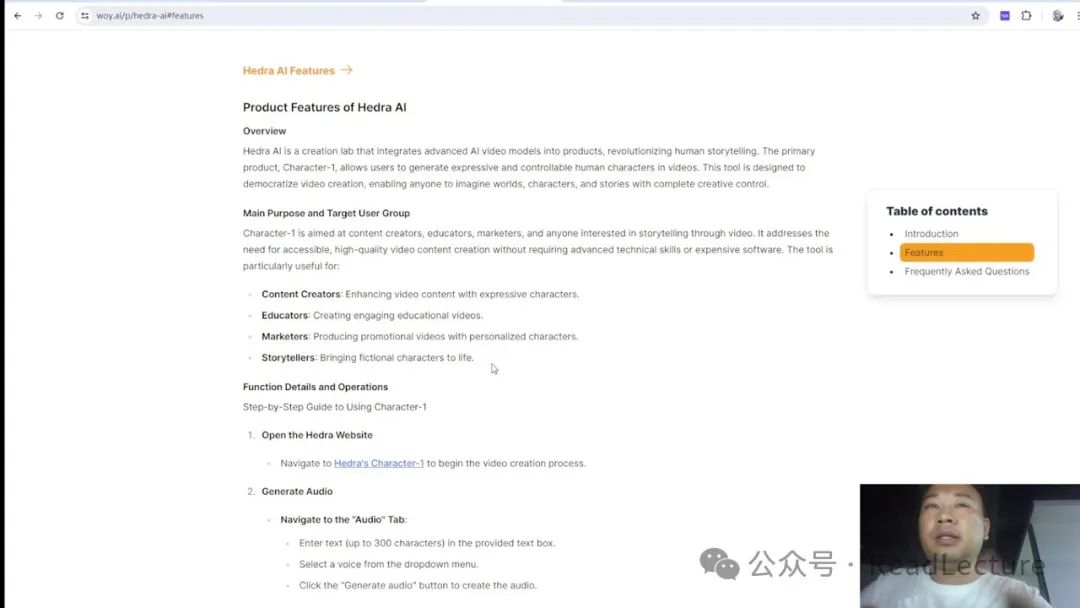 woy.ai/p/hedra-ai#features
Hedra AI Features →
Product Features of Hedra AI
Overview
Hedra AI is a creation lab that integrates advanced AI video models into products, revolutionizing human storytelling. The primary
product, Character-1, allows users to generate expressive and controllable human characters in videos. This tool is designed to
democratize video creation, enabling anyone to imagine worlds, characters, and stories with complete creative control.
Main Purpose and Target User Group
Character-1 is aimed at content creators, educators, marketers, and anyone interested in storytelling through video. It addresses the
need for accessible, high-quality video content creation without requiring advanced technical skills or expensive software. The tool is
particularly useful for:
Content Creators: Enhancing video content with expressive characters.
Educators: Creating engaging educational videos.
Marketers: Producing promotional videos with personalized characters.
Storytellers: Bringing fictional characters to life.
Function Details and Operations
Step-by-Step Guide to Using Character-1
1. Open the Hedra Website
Navigate to Hedra's Character-1 to begin the video creation process.
2. Generate Audio
Navigate to the "Audio" Tab:
Enter text (up to 300 characters) in the provided text box.
Select a voice from the dropdown menu.
Click the "Generate audio" button to create the audio.
Table of contents
Introduction
Features
Frequently Asked Questions
公众号 · ReadLecture